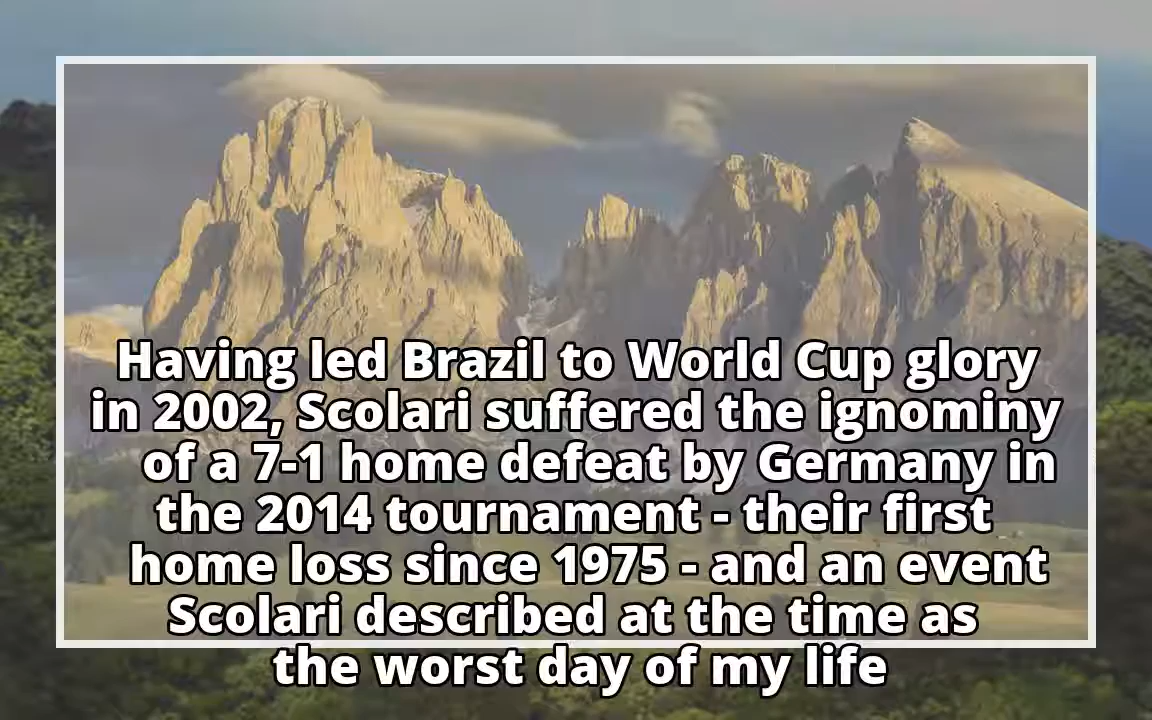 Having led Brazil to World Cup glory
in 2002, Scolari suffered the ignominy
of a 7-1 home defeat by Germany in
the 2014 tournament - their first
home loss since 1975 - and an event
Scolari described at the time as
the worst day of my life